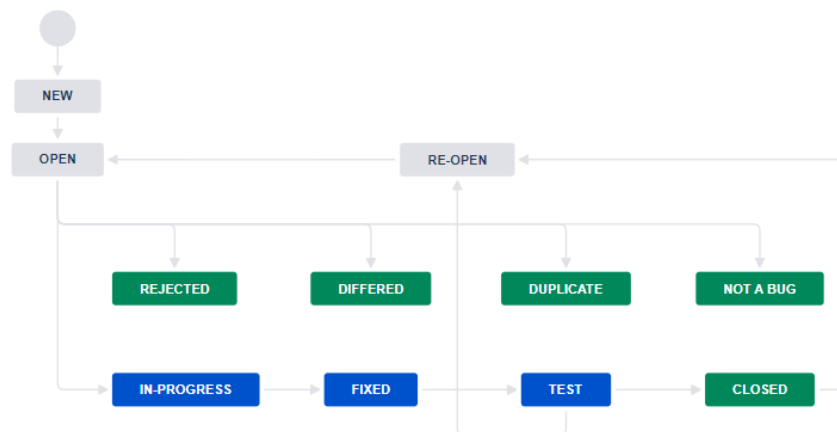 NEW
OPEN
RE-OPEN
REJECTED
DIFFERED
DUPLICATE
NOT A BUG
IN-PROGRESS
FIXED
TEST
CLOSED